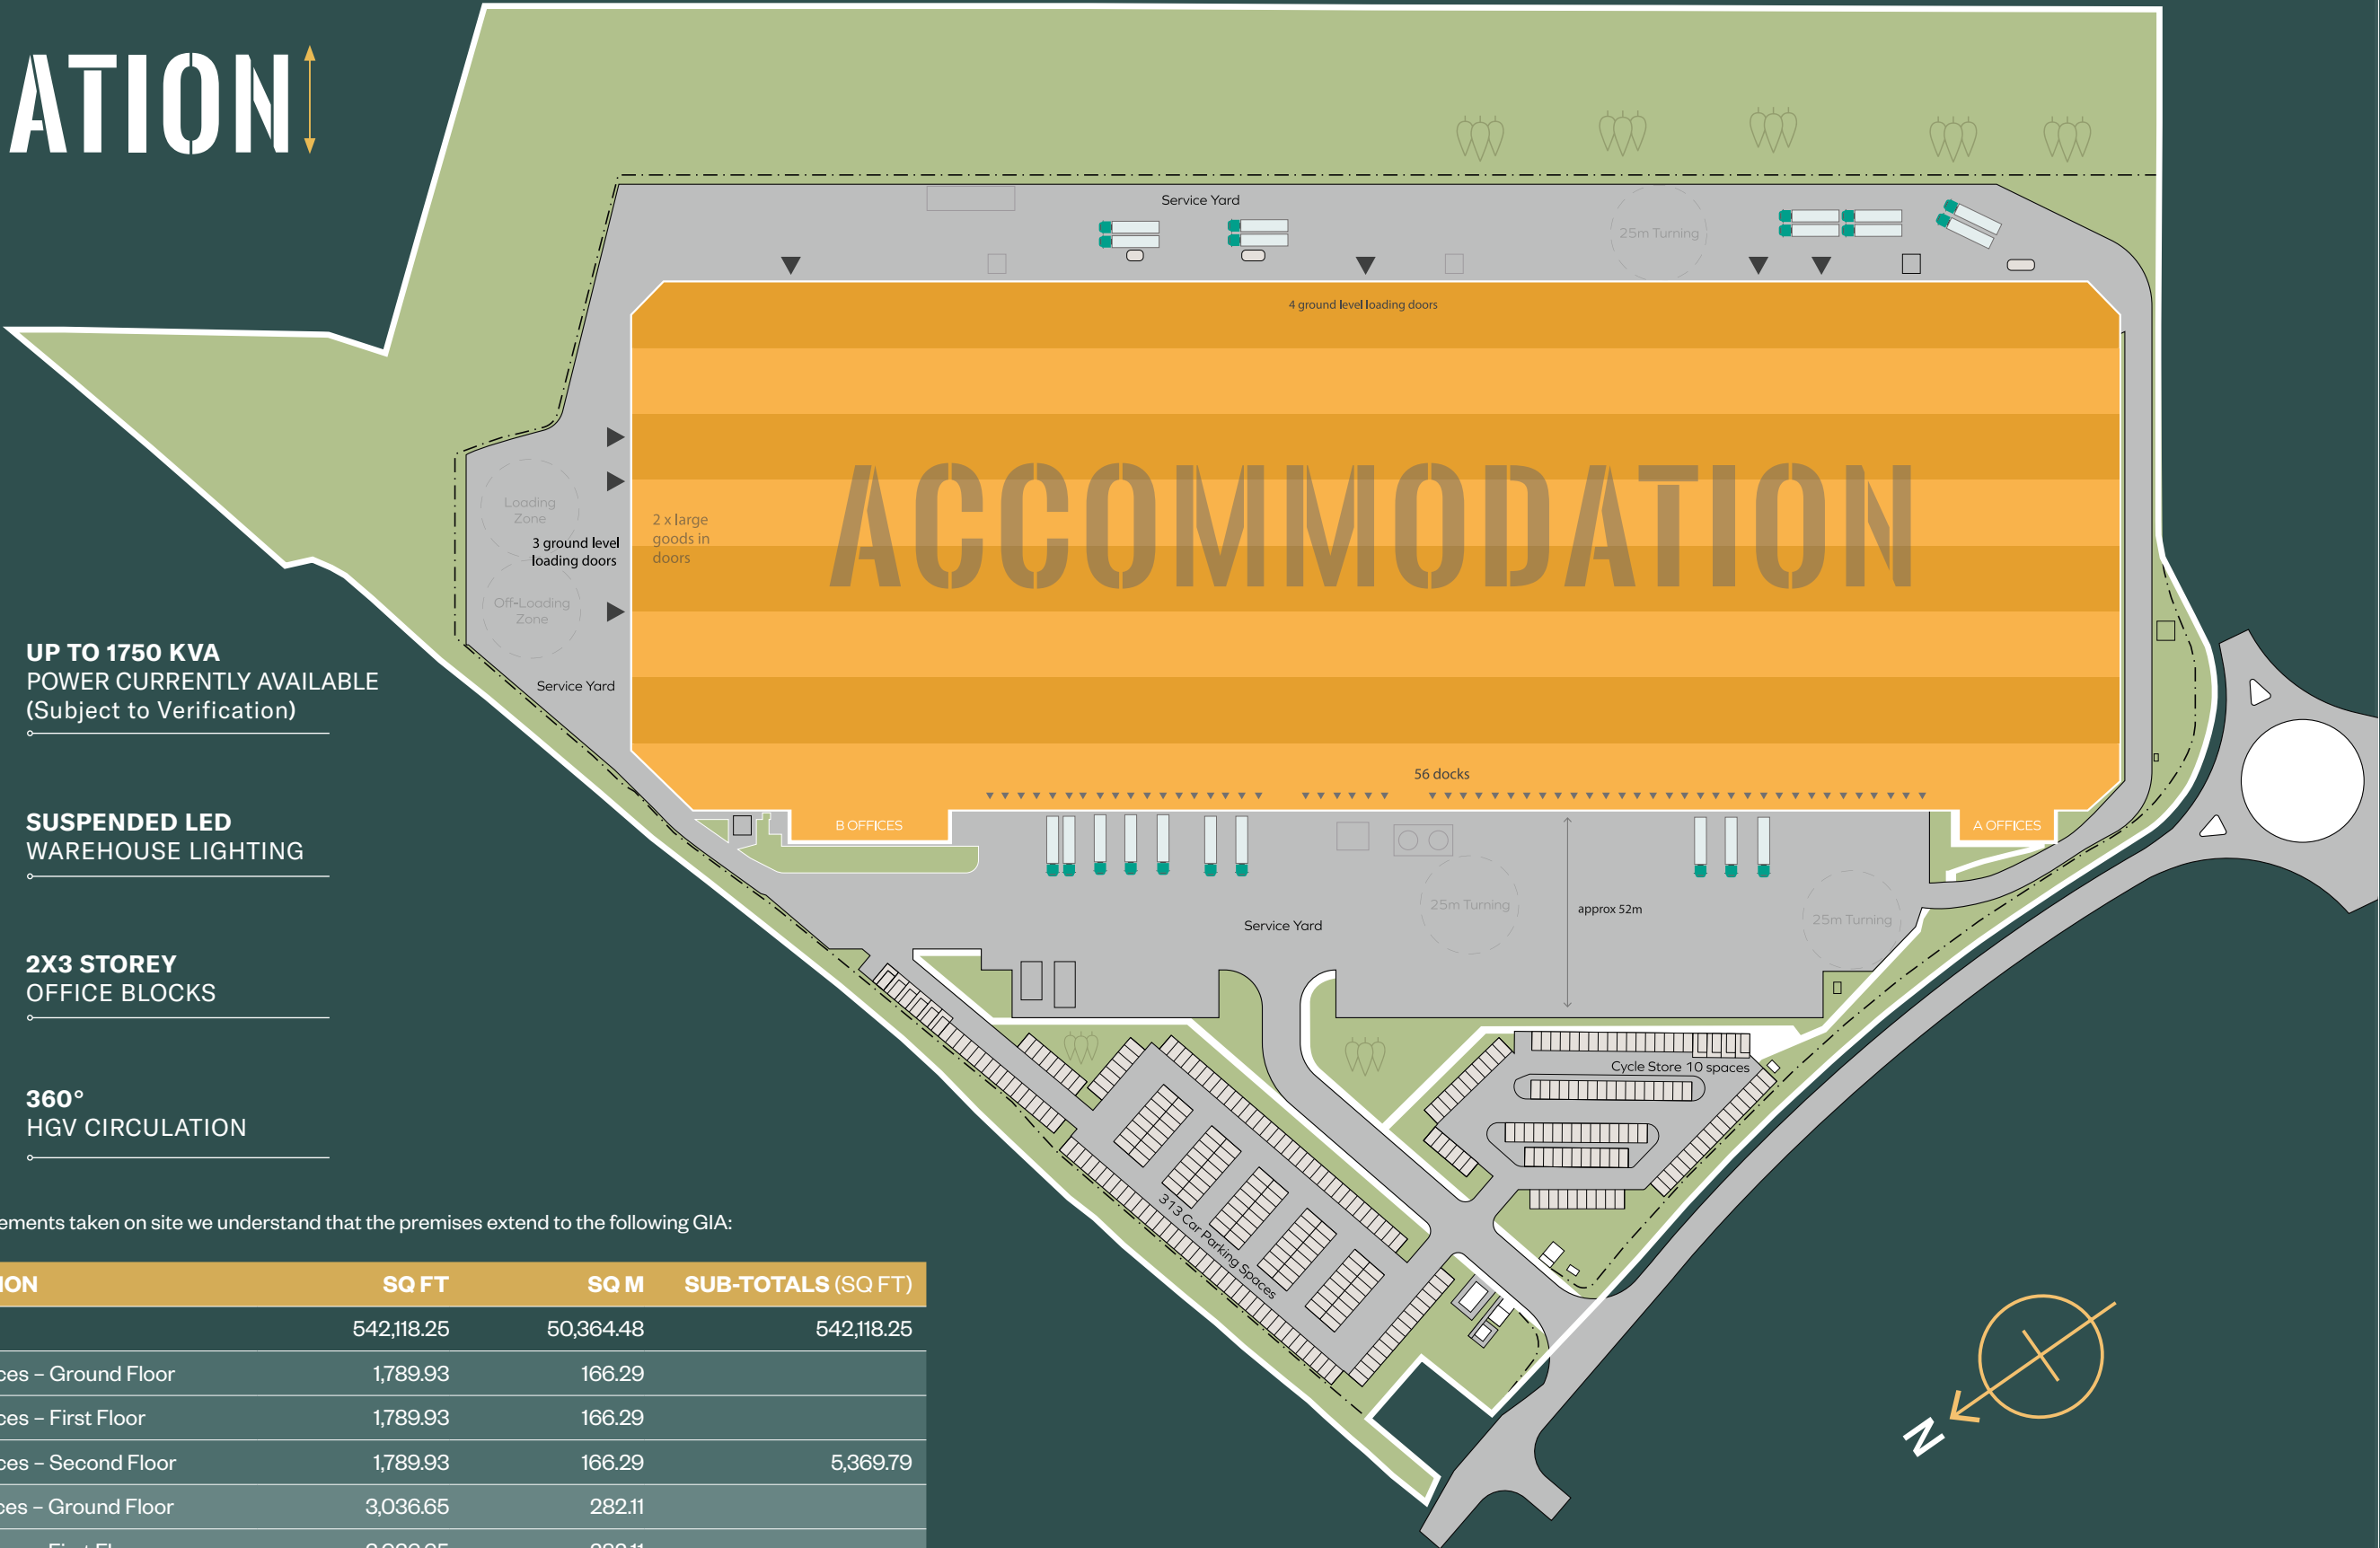 ATION
Service Yard
25m Turning
4 ground level loading doors
ACCOMMODATION
Loading
Zone
3 ground level
loading doors
2 x large
goods in
doors
Off-Loading
Zone
Service Yard
UP TO 1750 KVA
POWER CURRENTLY AVAILABLE
(Subject to Verification)
SUSPENDED LED
WAREHOUSE LIGHTING
2X3 STOREY
OFFICE BLOCKS
360°
HGV CIRCULATION
56 docks
B OFFICES
A OFFICES
25m Turning
approx 52m
25m Turning
Service Yard
Cycle Store 10 spaces
313 Car Parking Spaces
N
ements taken on site we understand that the premises extend to the following GIA:
ION SQ FT SQ M SUB-TOTALS (SQ FT)
542,118.25 50,364.48 542,118.25
ces – Ground Floor 1,789.93 166.29
ces – First Floor 1,789.93 166.29
ces – Second Floor 1,789.93 166.29 5,369.79
ces – Ground Floor 3,036.65 282.11